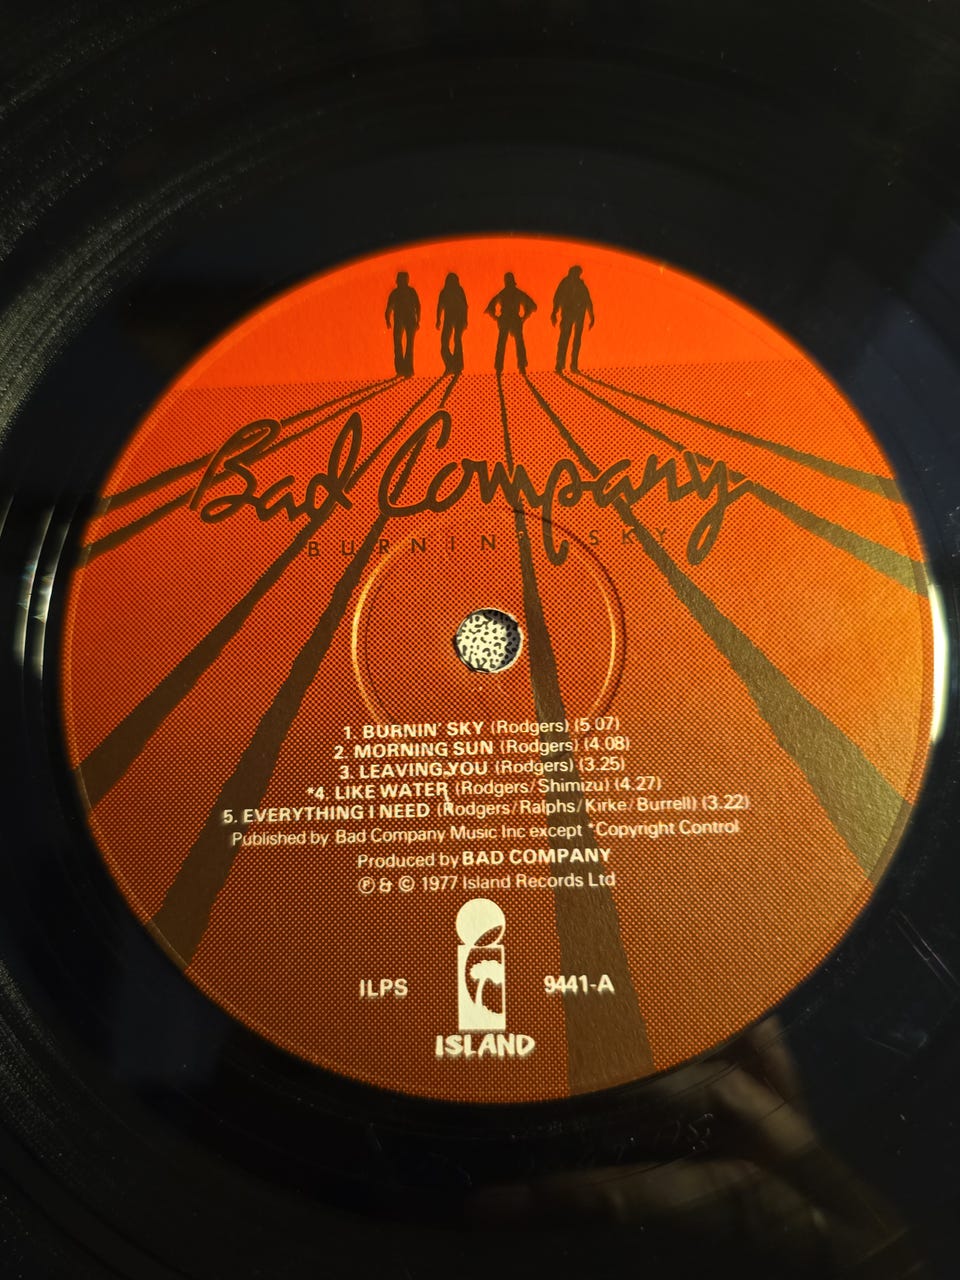 Bad Company
BURNIN' SKY
1. BURNIN' SKY (Rodgers) (5.07)
2. MORNING SUN (Rodgers) (4.08)
3. LEAVING YOU (Rodgers) (3.25)
*4. LIKE WATER (Rodgers/Shimizu) (4.27)
5. EVERYTHING I NEED (Rodgers/Ralphs/Kirke/Burrell) (3.22)
Published by Bad Company Music Inc except *Copyright Control
Produced by BAD COMPANY
℗ & © 1977 Island Records Ltd
ILPS 9441-A
ISLAND